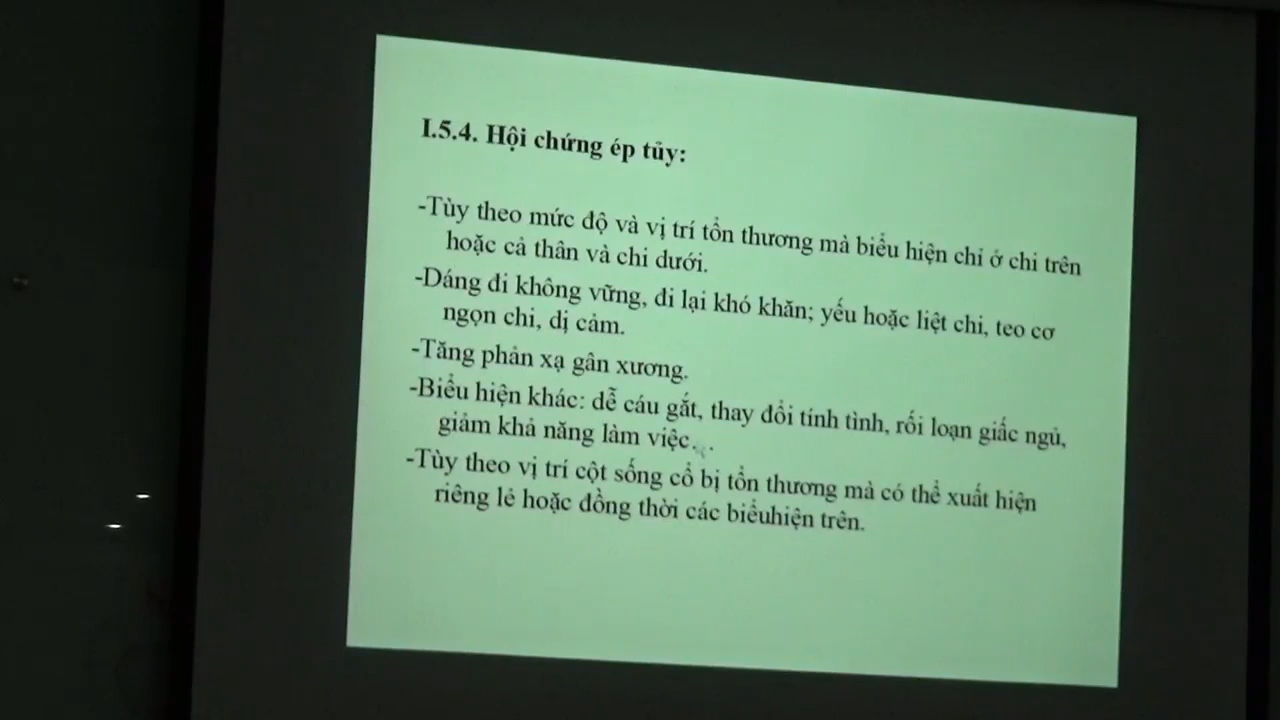 I.5.4. Hội chứng ép tủy:
-Tùy theo mức độ và vị trí tổn thương mà biểu hiện chỉ ở chi trên
hoặc cả thân và chi dưới.
-Dáng đi không vững, đi lại khó khăn; yếu hoặc liệt chi, teo cơ
ngọn chi, dị cảm.
-Tăng phản xạ gân xương.
-Biểu hiện khác: dễ cáu gắt, thay đổi tính tình, rối loạn giấc ngủ,
giảm khả năng làm việc...
-Tùy theo vị trí cột sống cổ bị tổn thương mà có thể xuất hiện
riêng lẻ hoặc đồng thời các biểuhiện trên.